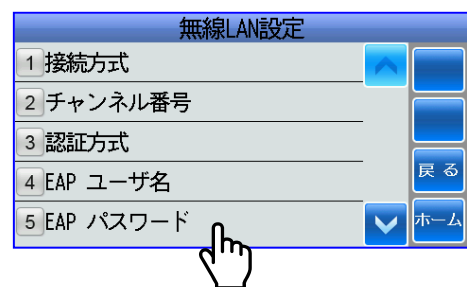 無線LAN設定
1 接続方式
2 チャンネル番号
3 認証方式
4 EAP ユーザ名
戻る
5 EAP パスワード
ホーム